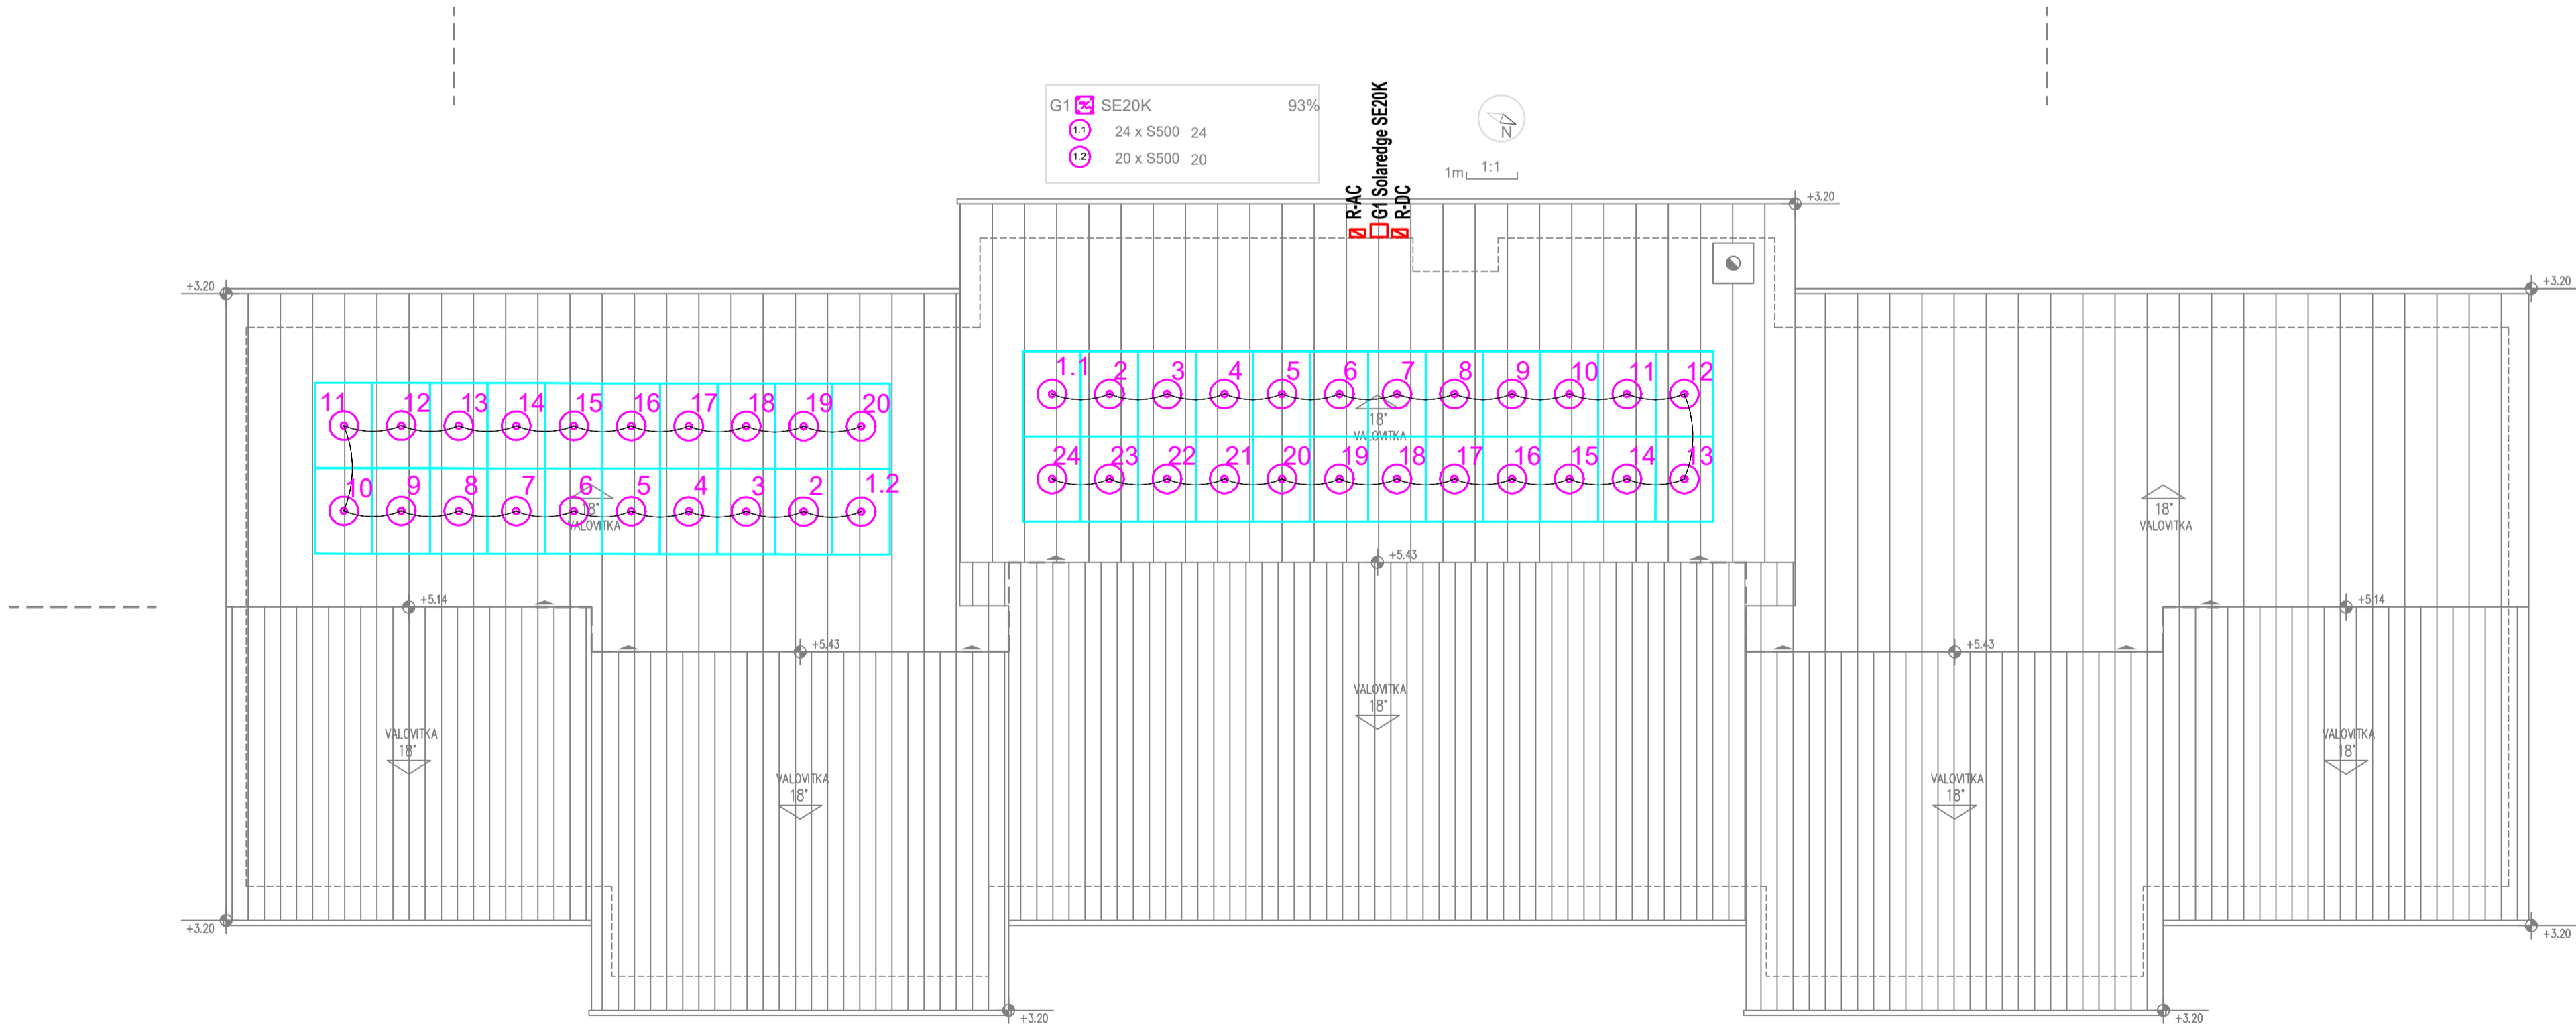 G1 SE20K 93%
1.1 24 x S500 24
1.2 20 x S500 20
R-AC
G1 Solaredge SE20K
R-DC
N
1m 1:1
+3.20
+3.20
+3.20
1.1 2 3 4 5 6 7 8 9 10 11 12
18°
VALOVITKA
24 23 22 21 20 19 18 17 16 15 14 13
11 12 13 14 15 16 17 18 19 20
10 9 8 7 6 5 4 3 2 1.2
18°
VALOVITKA
18°
VALOVITKA
+5.43
+5.14
+5.43
+5.43
+5.14
VALOVITKA
18°
VALOVITKA
18°
VALOVITKA
18°
VALOVITKA
18°
VALOVITKA
18°
+3.20
+3.20
+3.20
+3.20